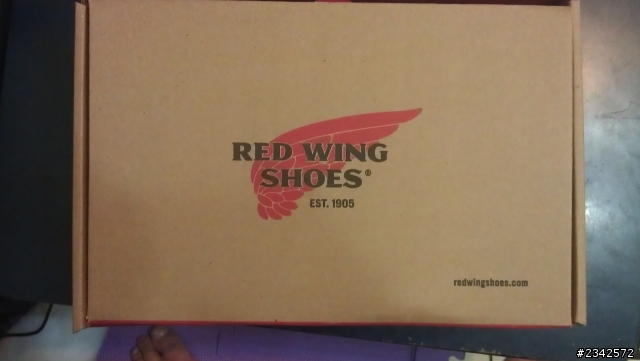 RED WING
SHOES®
EST. 1905
redwingshoes.com
#2342572